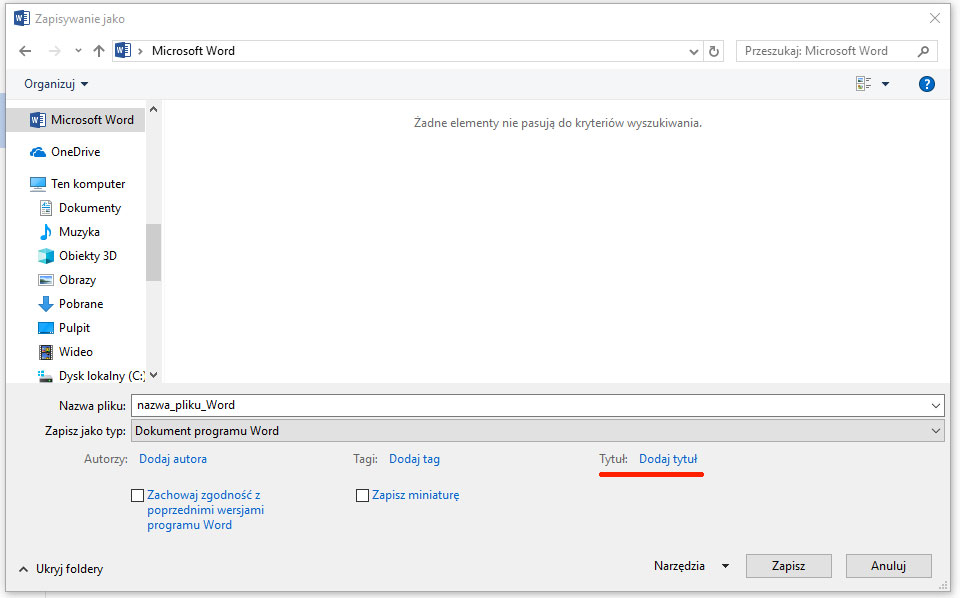 Zapisywanie jako
Microsoft Word
Przeszukaj: Microsoft Word
Organizuj
?
Microsoft Word
OneDrive
Ten komputer
Dokumenty
Muzyka
Obiekty 3D
Obrazy
Pobrane
Pulpit
Wideo
Dysk lokalny (C:)
Żadne elementy nie pasują do kryteriów wyszukiwania.
Nazwa pliku: nazwa_pliku_Word
Zapisz jako typ: Dokument programu Word
Autorzy: Dodaj autora Tagi: Dodaj tag Tytuł: Dodaj tytuł
Zachowaj zgodność z
poprzednimi wersjami
programu Word
Zapisz miniaturę
Ukryj foldery
Narzędzia Zapisz Anuluj